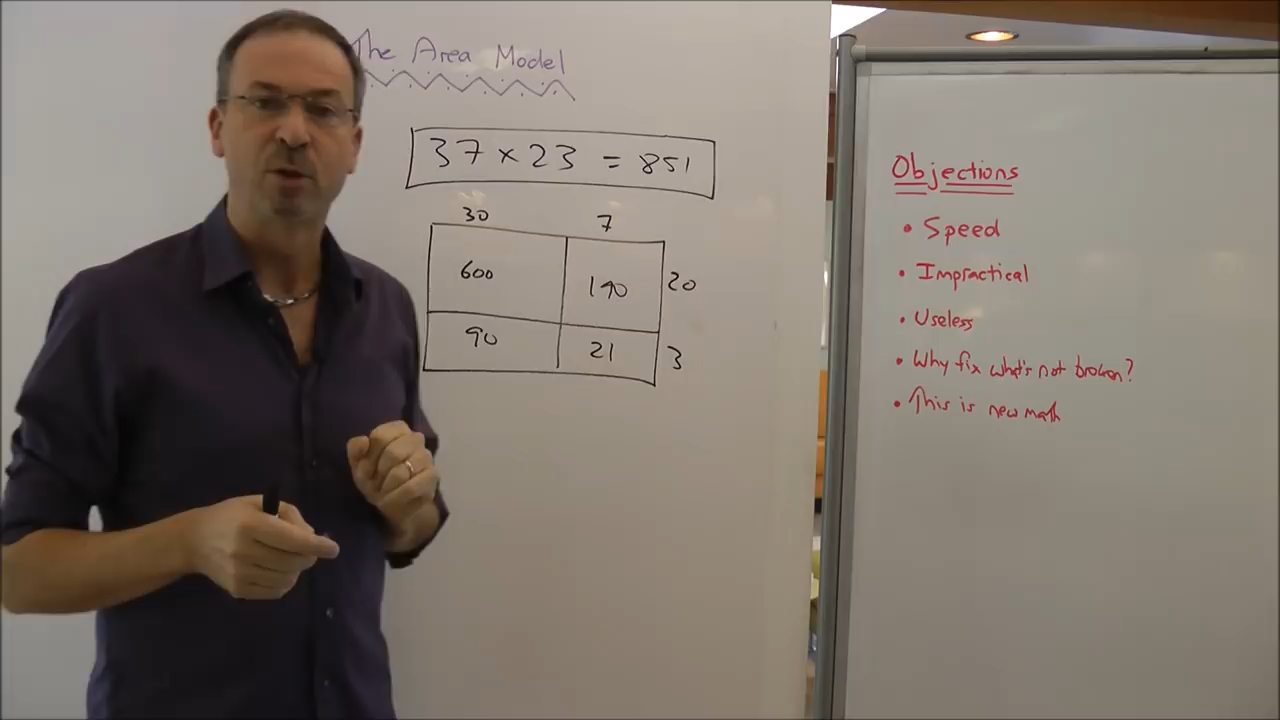 The Area Model
37 × 23 = 851
30 7
600 140 20
90 21 3
Objections
• Speed
• Impractical
• Useless
• Why fix what's not broken?
• This is new math